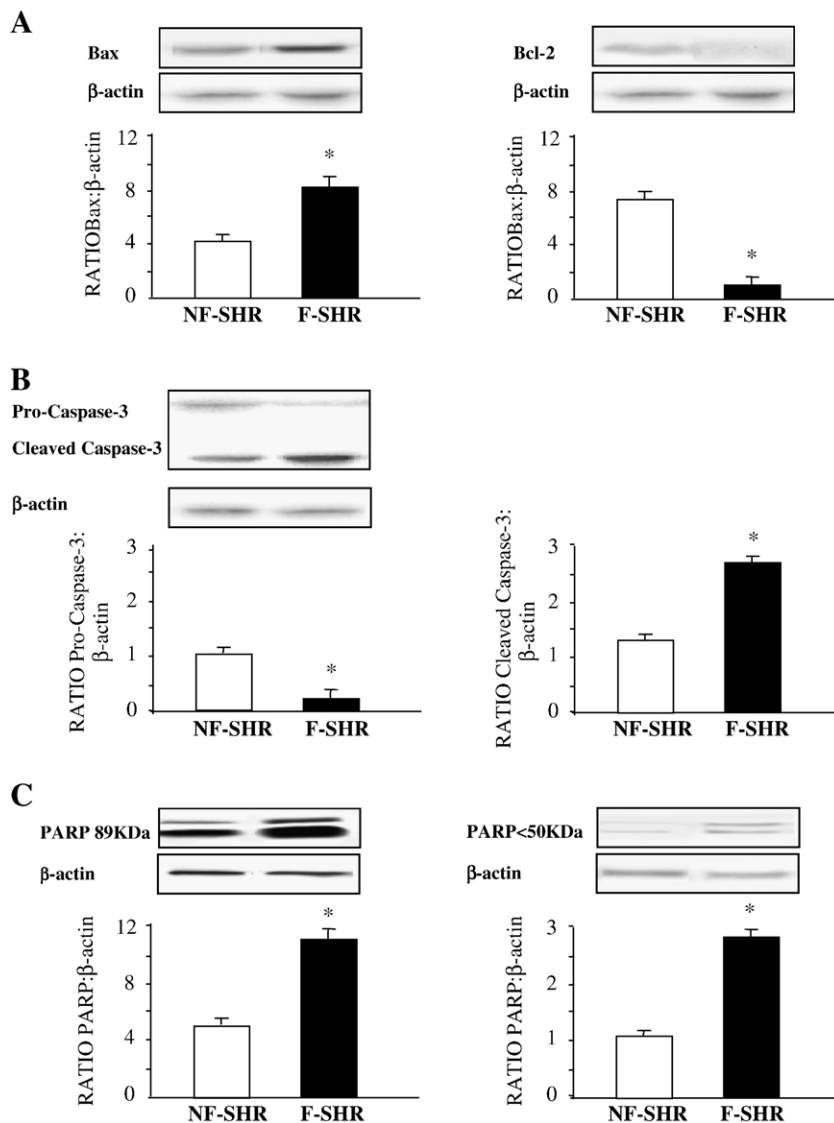 A
Bax
β-actin
RATIOBax:β-actin
12
8
4
0
*
NF-SHR F-SHR
Bcl-2
β-actin
RATIOBax:β-actin
12
8
4
0
*
NF-SHR F-SHR
B
Pro-Caspase-3
Cleaved Caspase-3
β-actin
RATIO Pro-Caspase-3:
β-actin
3
2
1
0
*
NF-SHR F-SHR
RATIO Cleaved Caspase-3:
β-actin
3
2
1
0
*
NF-SHR F-SHR
C
PARP 89KDa
β-actin
RATIO PARP:β-actin
12
8
4
0
*
NF-SHR F-SHR
PARP<50KDa
β-actin
RATIO PARP:β-actin
3
2
1
0
*
NF-SHR F-SHR